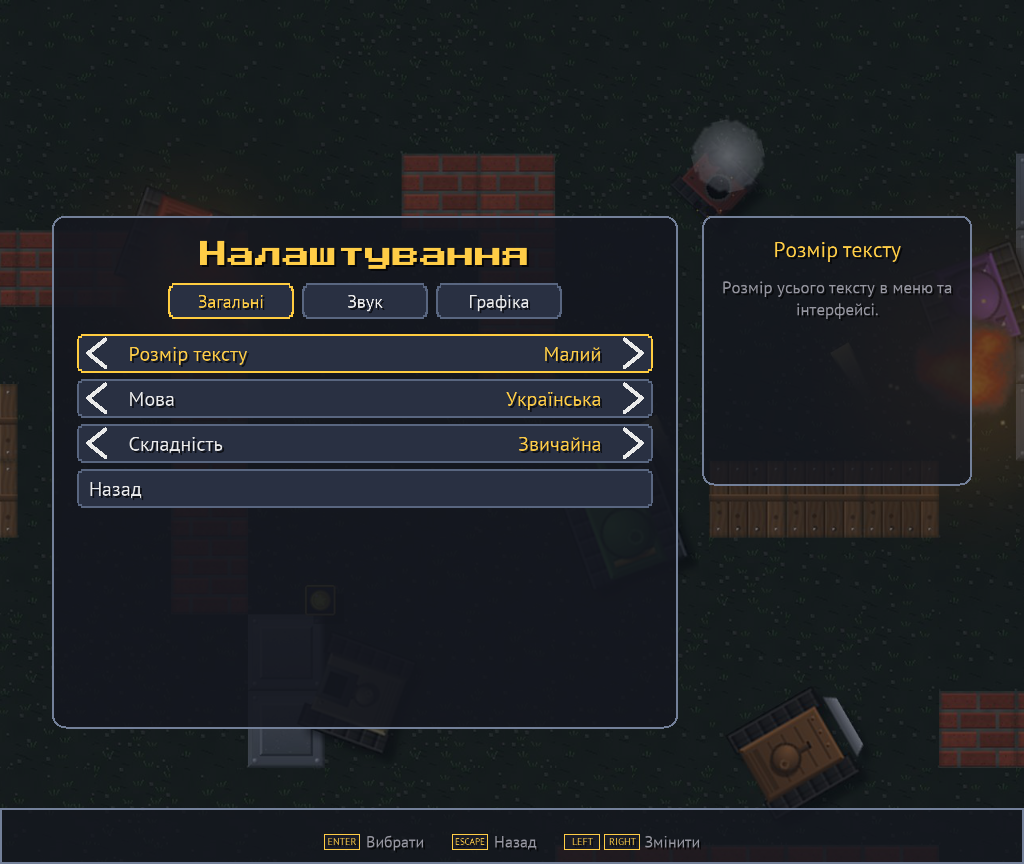 Налаштування
Загальні Звук Графіка
Розмір тексту Малий
Мова Українська
Складність Звичайна
Назад
Розмір тексту
Розмір усього тексту в меню та
інтерфейсі.
ENTER Вибрати ESCAPE Назад LEFT RIGHT Змінити